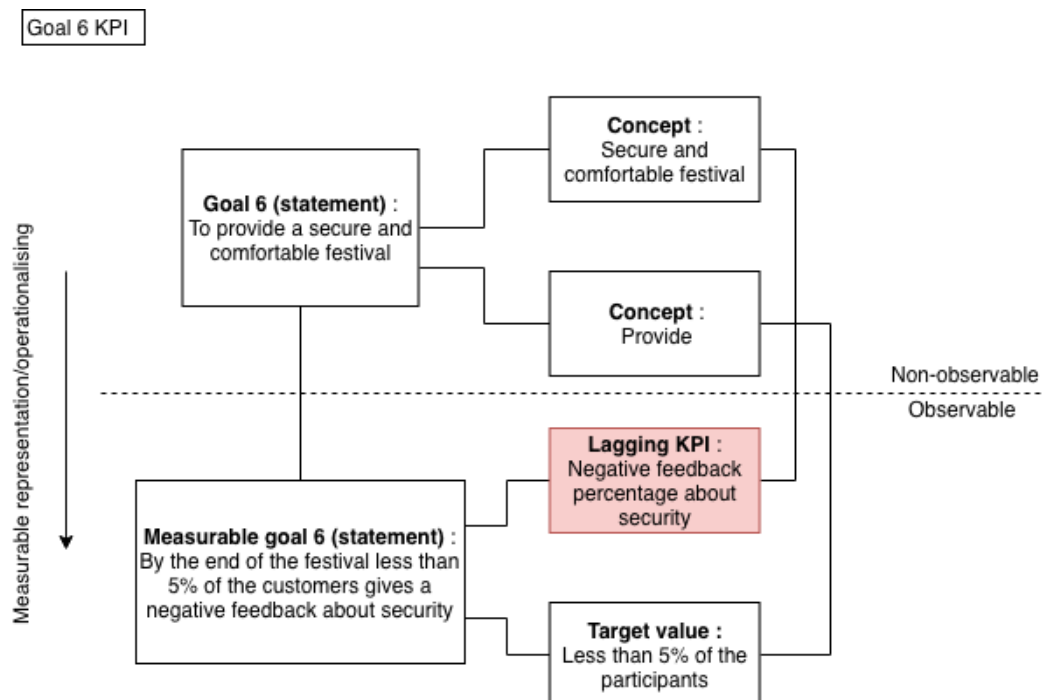 Goal 6 KPI
Concept :
Secure and
comfortable festival
Goal 6 (statement) :
To provide a secure and
comfortable festival
Concept :
Provide
Measurable representation/operationalising
Non-observable
Observable
Lagging KPI :
Negative feedback
percentage about
security
Measurable goal 6 (statement) :
By the end of the festival less than
5% of the customers gives a
negative feedback about security
Target value :
Less than 5% of the
participants